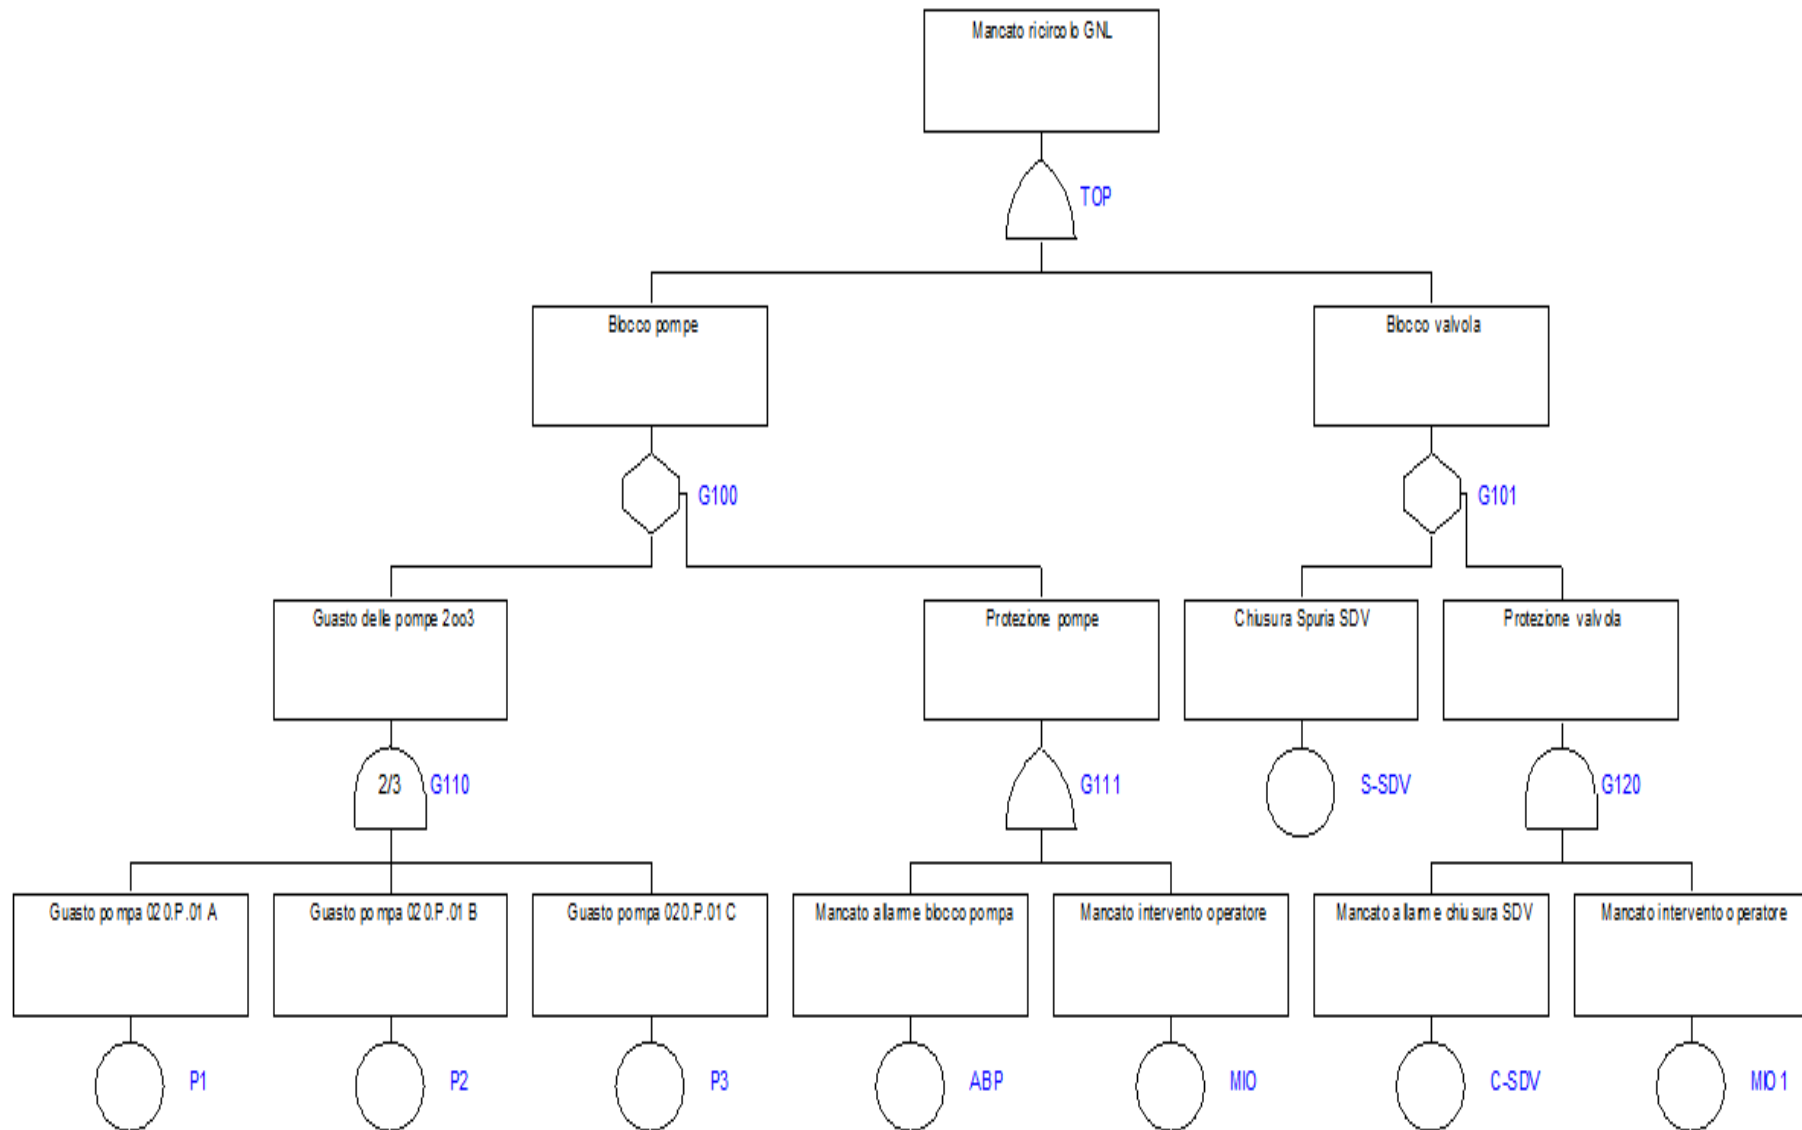 Mancato ricircolo GNL
TOP
Blocco pompe
Blocco valvola
G100
G101
Guasto delle pompe 2oo3
Protezione pompe
Chiusura Spuria SDV
Protezione valvola
2/3
G110
G111
S-SDV
G120
Guasto pompa 020.P.01 A
Guasto pompa 020.P.01 B
Guasto pompa 020.P.01 C
Mancato allarme blocco pompa
Mancato intervento operatore
Mancato allarme chiusura SDV
Mancato intervento operatore
P1
P2
P3
ABP
MIO
C-SDV
MIO1